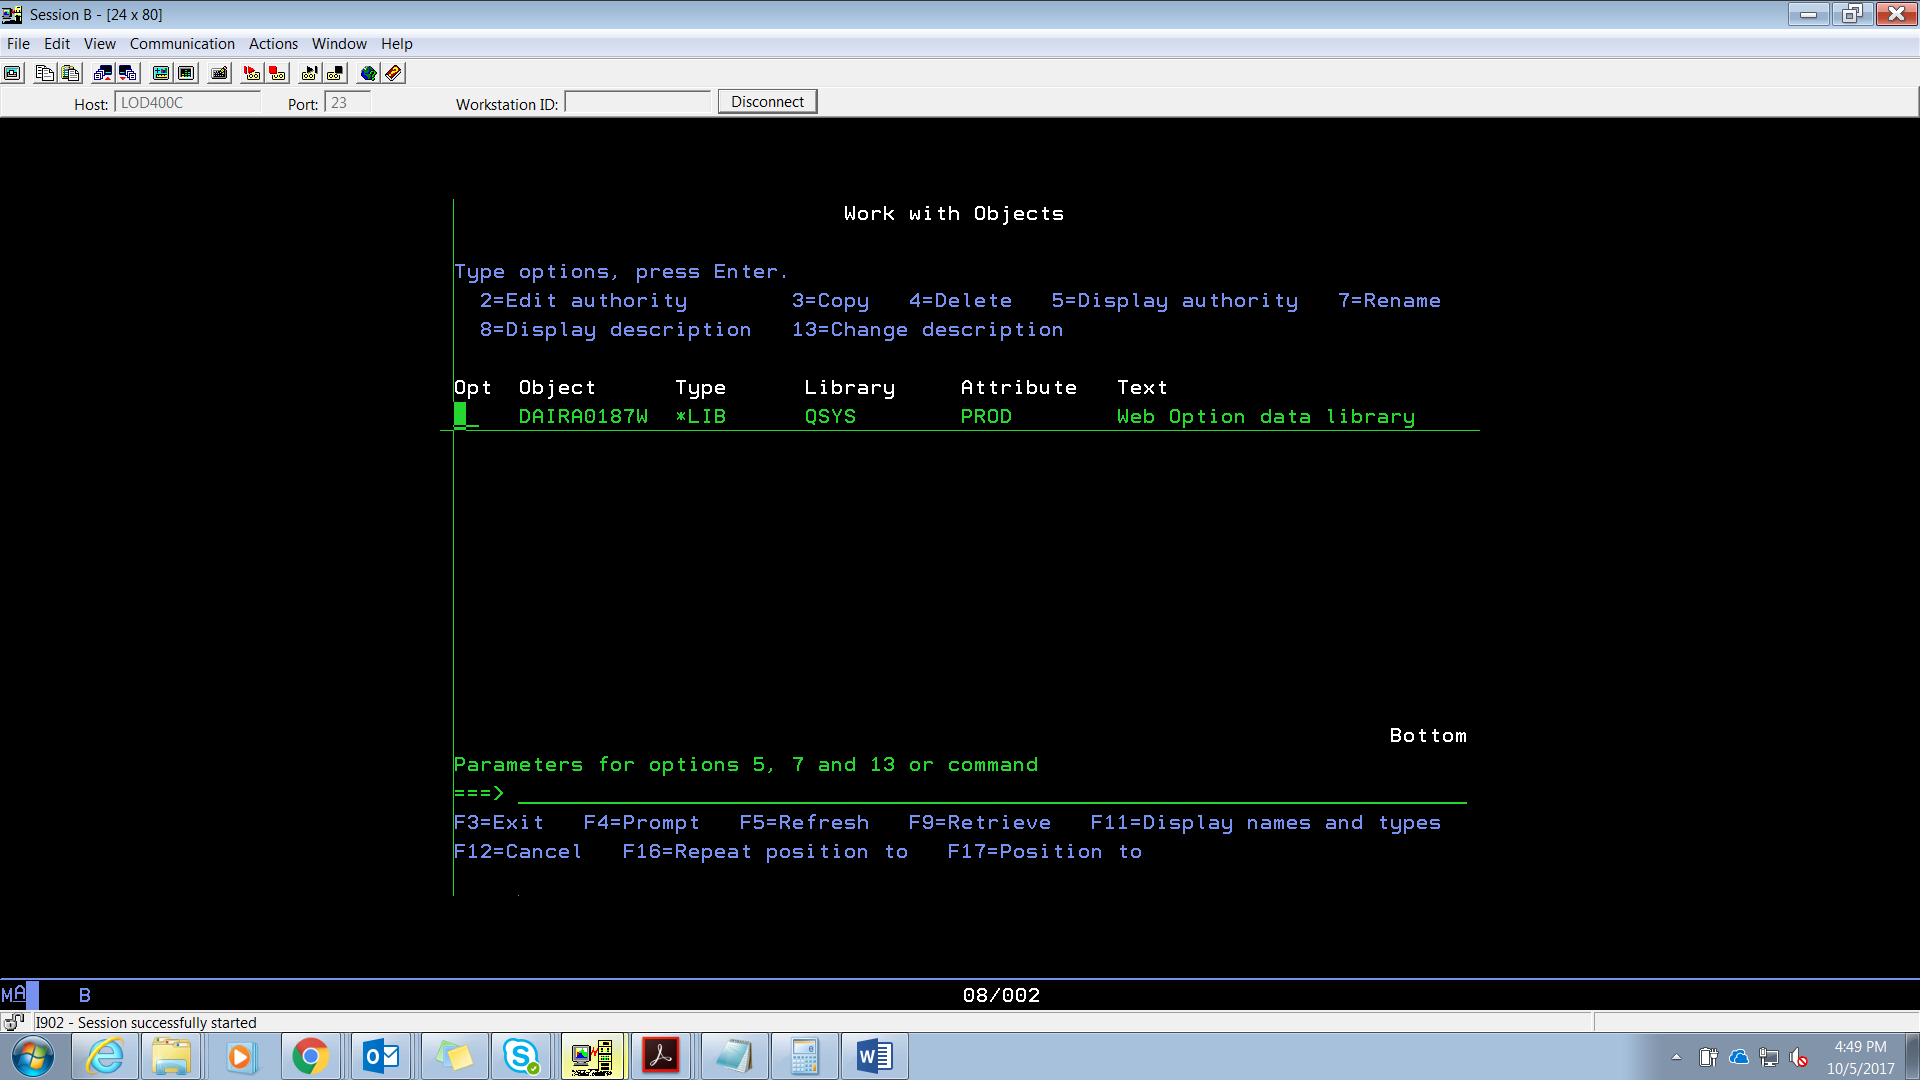 Session B - [24 x 80]
File Edit View Communication Actions Window Help
Host: LOD400C Port: 23 Workstation ID: Disconnect
Work with Objects
Type options, press Enter.
2=Edit authority 3=Copy 4=Delete 5=Display authority 7=Rename
8=Display description 13=Change description
Opt Object Type Library Attribute Text
DAIRA0187W *LIB QSYS PROD Web Option data library
Bottom
Parameters for options 5, 7 and 13 or command
===>
F3=Exit F4=Prompt F5=Refresh F9=Retrieve F11=Display names and types
F12=Cancel F16=Repeat position to F17=Position to
MA B 08/002
I902 - Session successfully started
4:49 PM
10/5/2017